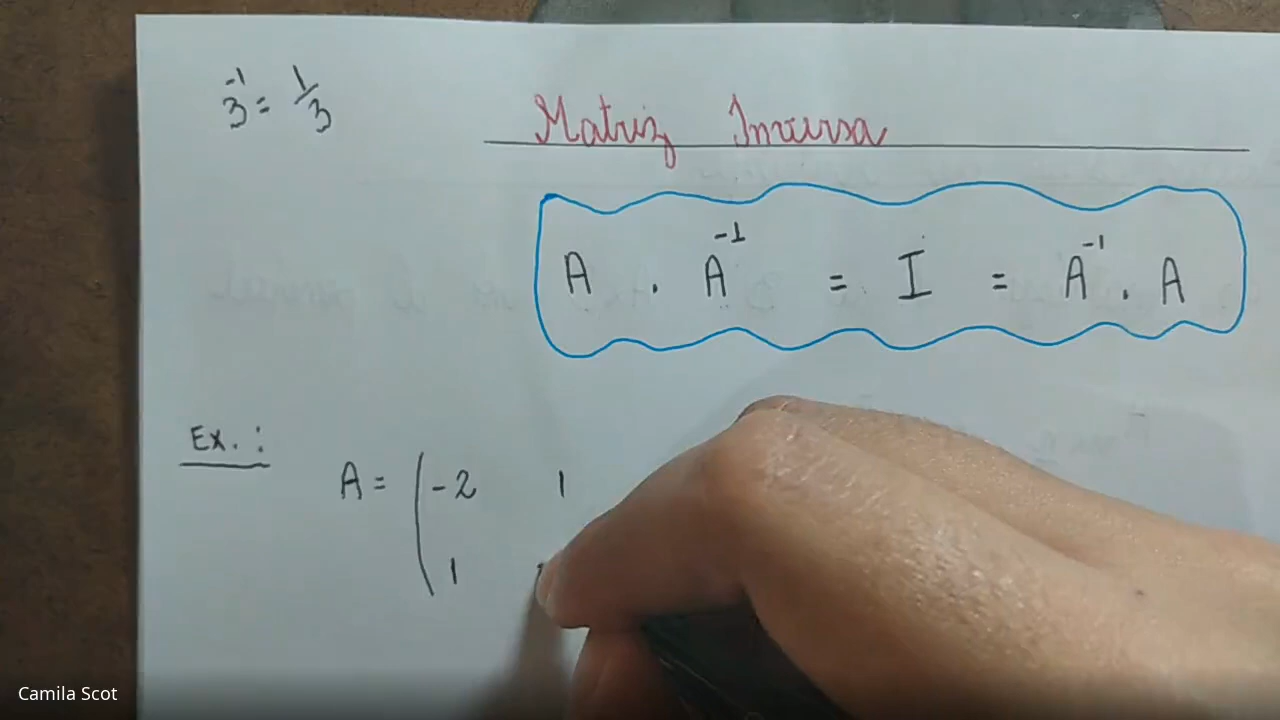 3⁻¹ = 1/3
Matriz Inversa
A . A⁻¹ = I = A⁻¹ . A
Ex. :
A = ( -2 1
1
Camila Scot